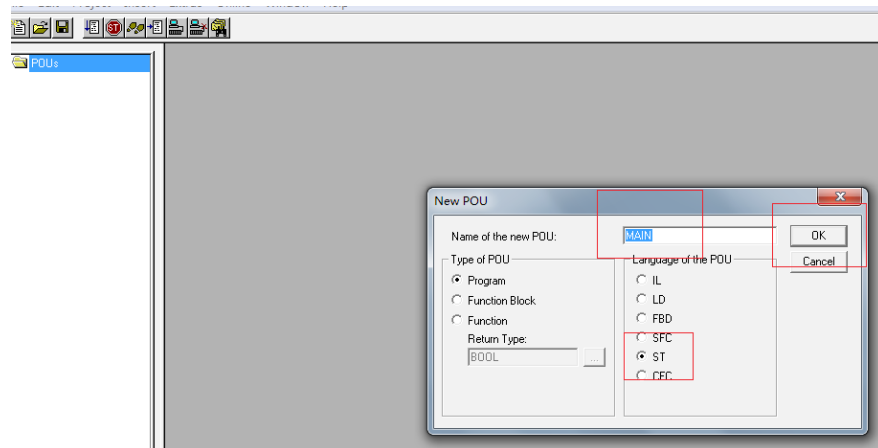 POUs
New POU
Name of the new POU:
MAIN
OK
Cancel
Type of POU
Program
Function Block
Function
Return Type:
BOOL
...
Language of the POU
IL
LD
FBD
SFC
ST
CFC